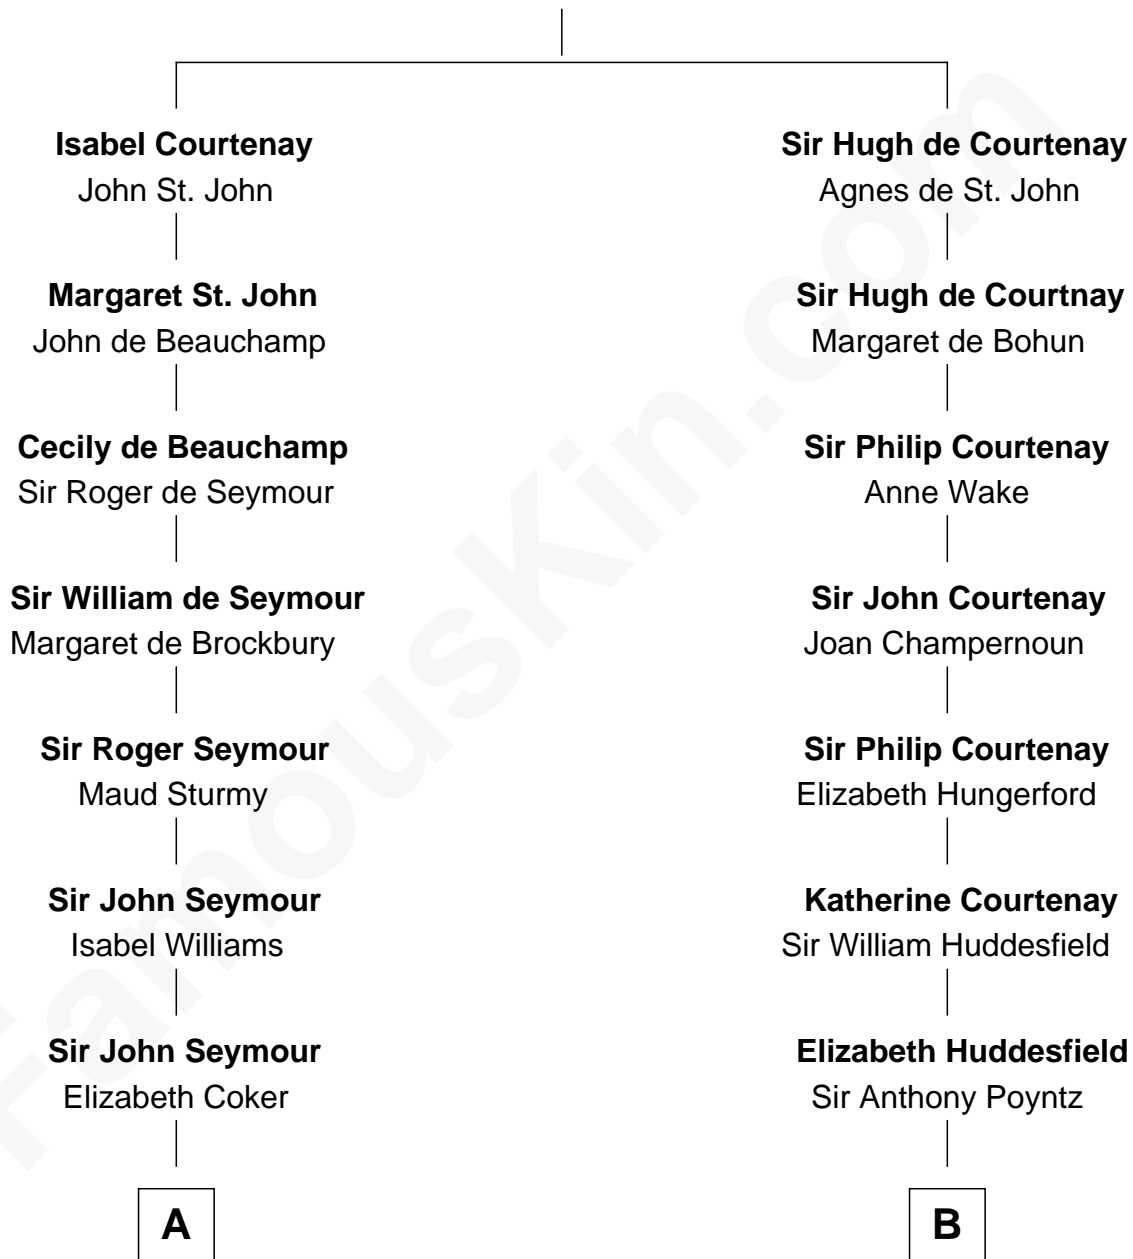 Isabel Courtenay
John St. John
Margaret St. John
John de Beauchamp
Cecily de Beauchamp
Sir Roger de Seymour
Sir William de Seymour
Margaret de Brockbury
Sir Roger Seymour
Maud Sturmy
Sir John Seymour
Isabel Williams
Sir John Seymour
Elizabeth Coker
A
Sir Hugh de Courtenay
Agnes de St. John
Sir Hugh de Courtnay
Margaret de Bohun
Sir Philip Courtenay
Anne Wake
Sir John Courtenay
Joan Champernoun
Sir Philip Courtenay
Elizabeth Hungerford
Katherine Courtenay
Sir William Huddesfield
Elizabeth Huddesfield
Sir Anthony Poyntz
B
FamousKin.com